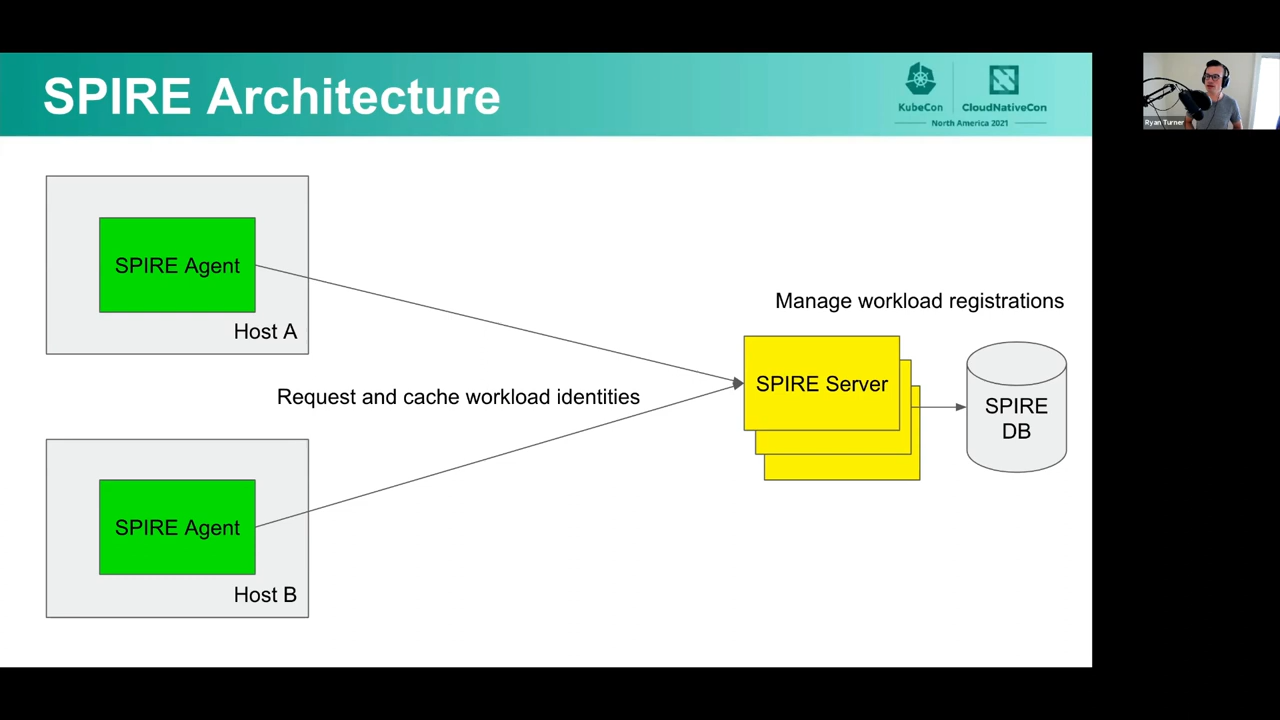 SPIRE Architecture
KubeCon
CloudNativeCon
North America 2021
Ryan Turner
SPIRE Agent
Host A
Manage workload registrations
SPIRE Server
SPIRE
DB
Request and cache workload identities
SPIRE Agent
Host B